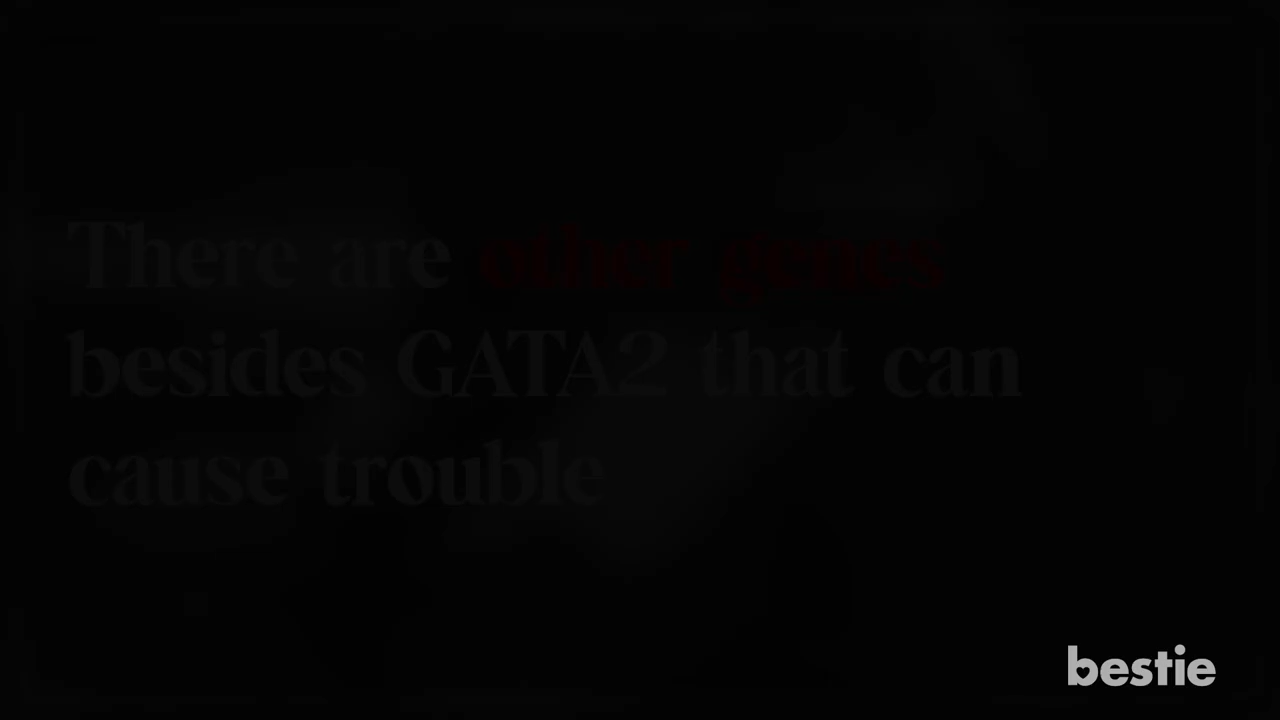 There are other genes
besides GATA2 that can
cause trouble
bestie